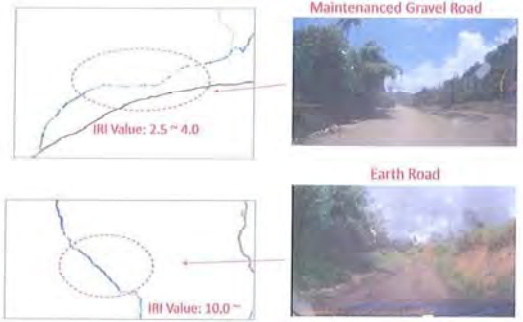 Maintenanced Gravel Road
IRI Value: 2.5 ~ 4.0
Earth Road
IRI Value: 10.0 ~